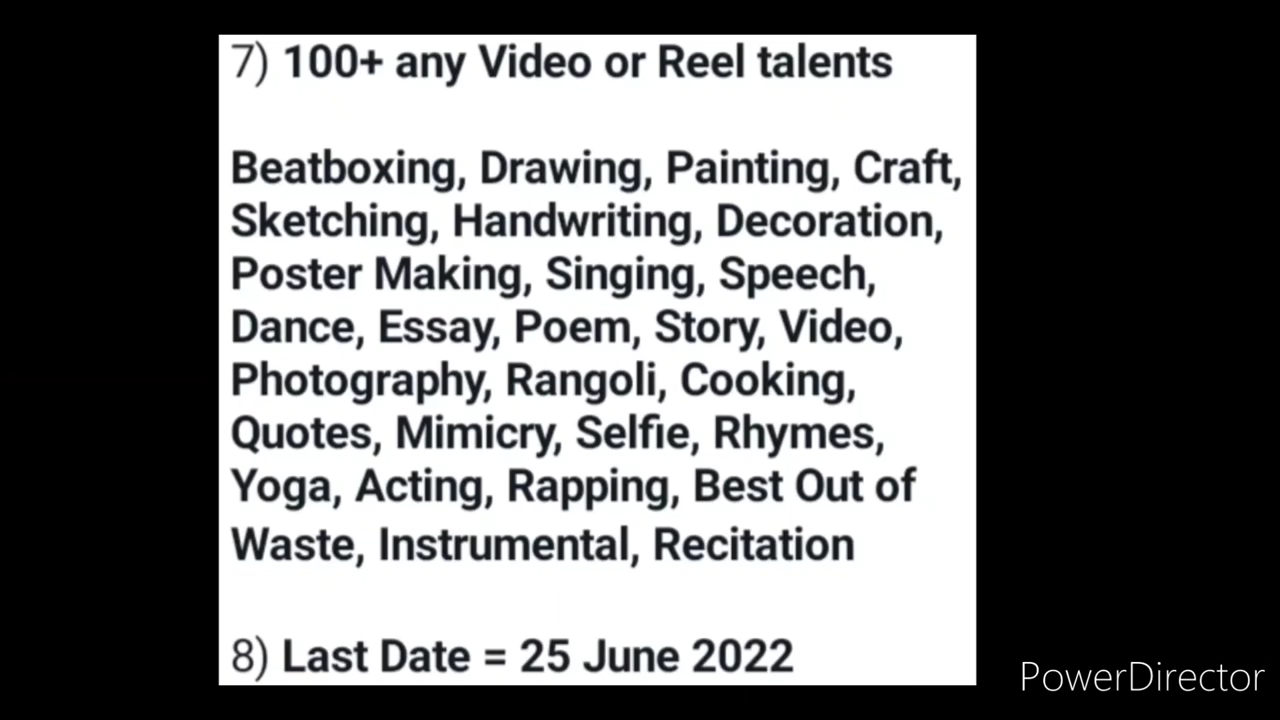 7) 100+ any Video or Reel talents
Beatboxing, Drawing, Painting, Craft,
Sketching, Handwriting, Decoration,
Poster Making, Singing, Speech,
Dance, Essay, Poem, Story, Video,
Photography, Rangoli, Cooking,
Quotes, Mimicry, Selfie, Rhymes,
Yoga, Acting, Rapping, Best Out of
Waste, Instrumental, Recitation
8) Last Date = 25 June 2022
PowerDirector